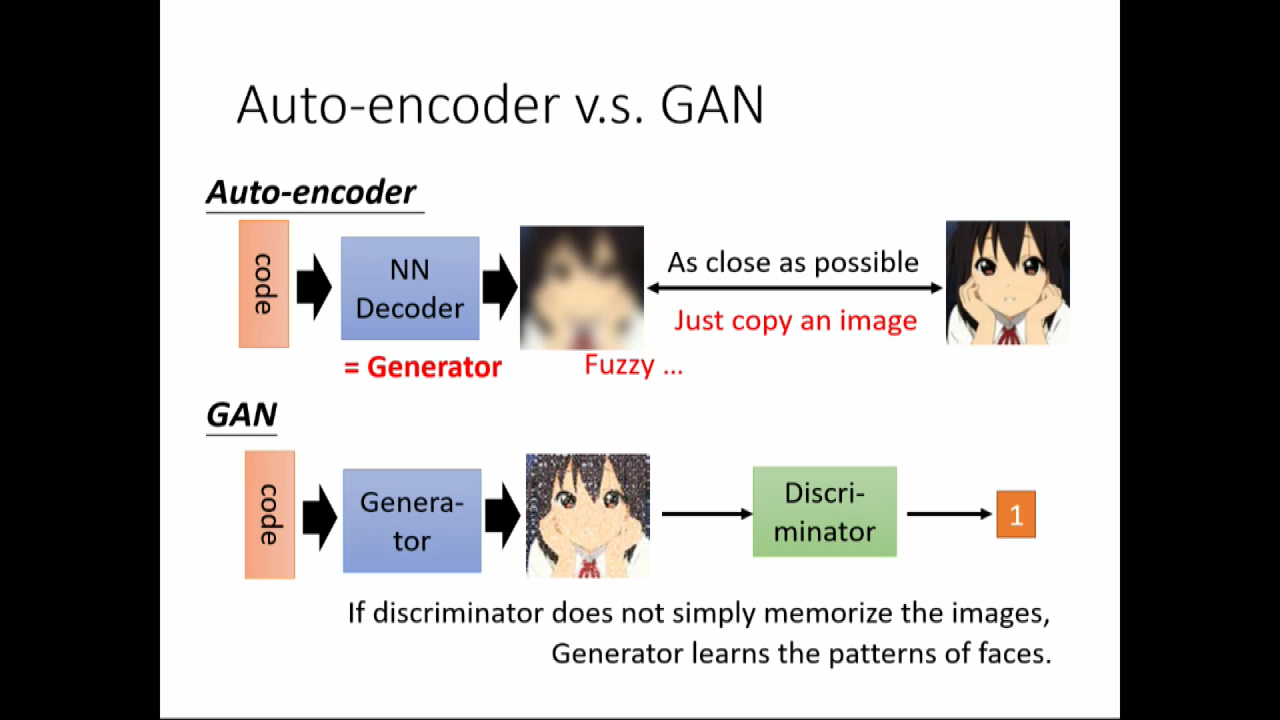 Auto-encoder v.s. GAN
Auto-encoder
code
NN
Decoder
= Generator
Fuzzy ...
As close as possible
Just copy an image
GAN
code
Genera-
tor
Discri-
minator
1
If discriminator does not simply memorize the images,
Generator learns the patterns of faces.